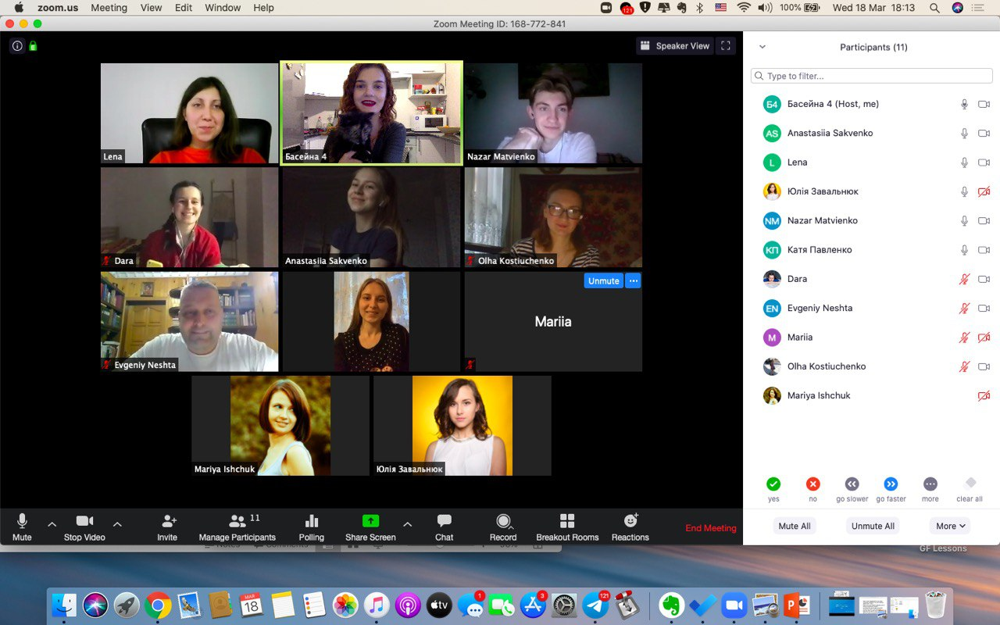 zoom.us Meeting View Edit Window Help 121 100% Wed 18 Mar 18:13
Zoom Meeting ID: 168-772-841
Speaker View
Lena
Басейна 4
Nazar Matvienko
Dara
Anastasiia Sakvenko
Olha Kostiuchenko
Evgeniy Neshta
Unmute
Mariia
Mariya Ishchuk
Юлія Завальнюк
Participants (11)
Type to filter...
Б4 Басейна 4 (Host, me)
AS Anastasiia Sakvenko
L Lena
Юлія Завальнюк
NM Nazar Matvienko
КП Катя Павленко
Dara
EN Evgeniy Neshta
M Mariia
Olha Kostiuchenko
Mariya Ishchuk
yes no go slower go faster more clear all
Mute All Unmute All More
Mute Stop Video Invite Manage Participants 11 Polling Share Screen Chat Record Breakout Rooms Reactions End Meeting
GF Lessons
МАР 18 tv 1 3 121 P